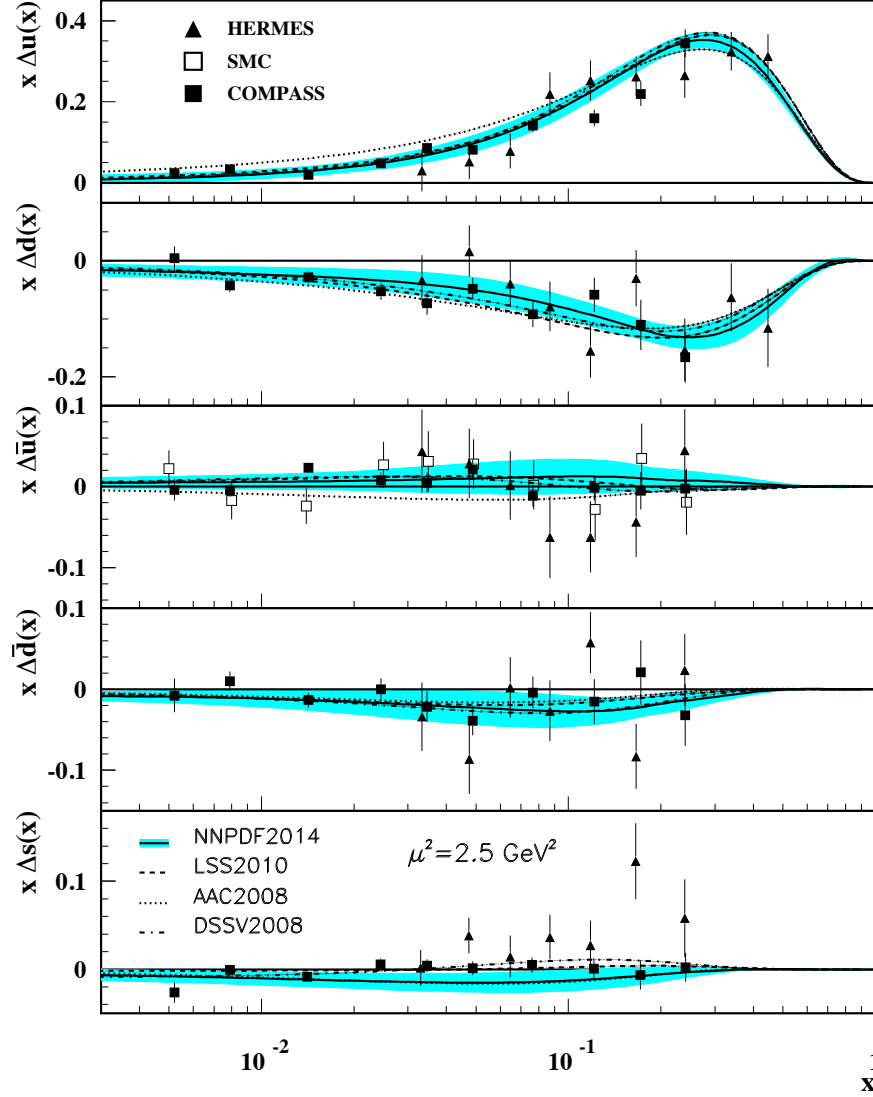 x Δu(x)
0.4
0.2
0
HERMES
SMC
COMPASS
x Δd(x)
0
-0.2
x Δū(x)
0.1
0
-0.1
x Δd̄(x)
0.1
0
-0.1
x Δs(x)
0.1
0
NNPDF2014
LSS2010
AAC2008
DSSV2008
μ²=2.5 GeV²
10⁻²
10⁻¹
1
x